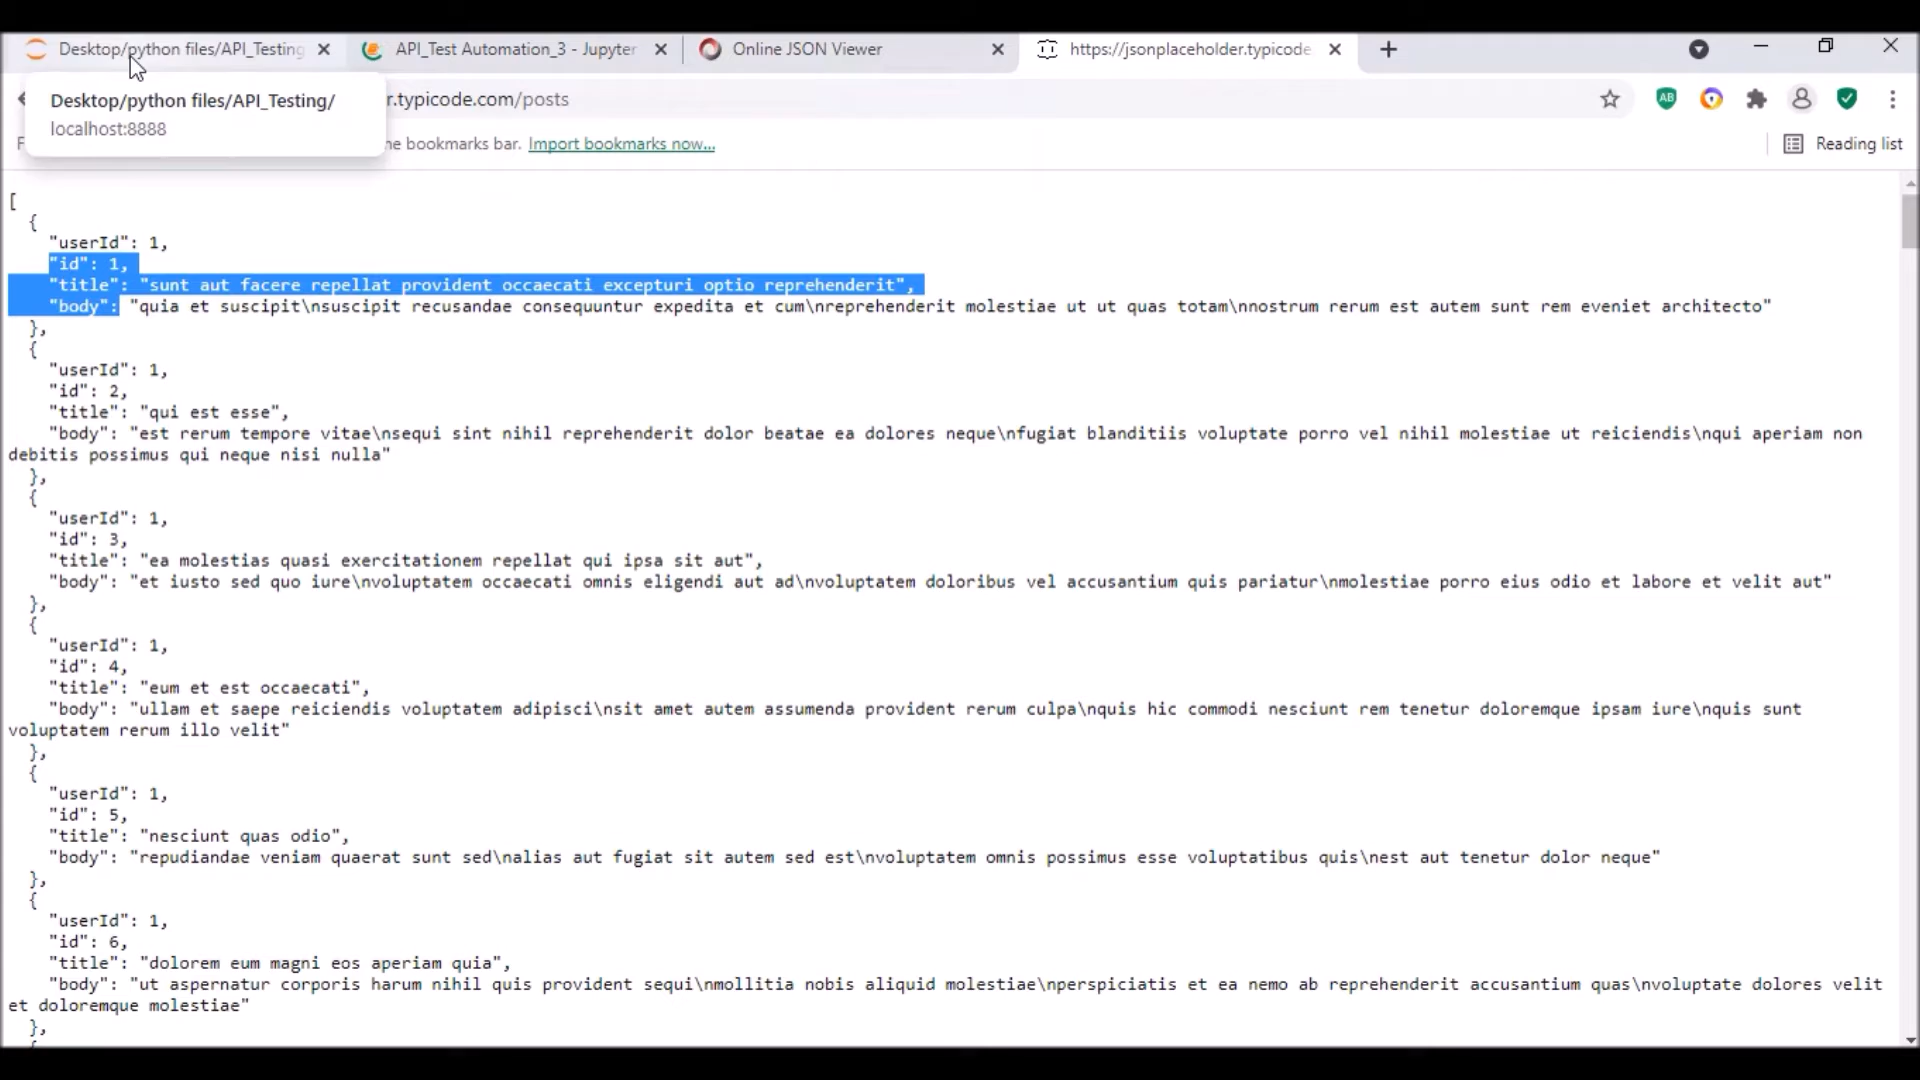 Desktop/python files/API_Testing
API_Test Automation_3 - Jupyter
Online JSON Viewer
https://jsonplaceholder.typicode
Desktop/python files/API_Testing/
localhost:8888
r.typicode.com/posts
AB
he bookmarks bar. Import bookmarks now...
Reading list
[
{
"userId": 1,
"id": 1,
"title": "sunt aut facere repellat provident occaecati excepturi optio reprehenderit",
"body": "quia et suscipit\nsuscipit recusandae consequuntur expedita et cum\nreprehenderit molestiae ut ut quas totam\nnostrum rerum est autem sunt rem eveniet architecto"
},
{
"userId": 1,
"id": 2,
"title": "qui est esse",
"body": "est rerum tempore vitae\nsequi sint nihil reprehenderit dolor beatae ea dolores neque\nfugiat blanditiis voluptate porro vel nihil molestiae ut reiciendis\nqui aperiam non
debitis possimus qui neque nisi nulla"
},
{
"userId": 1,
"id": 3,
"title": "ea molestias quasi exercitationem repellat qui ipsa sit aut",
"body": "et iusto sed quo iure\nvoluptatem occaecati omnis eligendi aut ad\nvoluptatem doloribus vel accusantium quis pariatur\nmolestiae porro eius odio et labore et velit aut"
},
{
"userId": 1,
"id": 4,
"title": "eum et est occaecati",
"body": "ullam et saepe reiciendis voluptatem adipisci\nsit amet autem assumenda provident rerum culpa\nquis hic commodi nesciunt rem tenetur doloremque ipsam iure\nquis sunt
voluptatem rerum illo velit"
},
{
"userId": 1,
"id": 5,
"title": "nesciunt quas odio",
"body": "repudiandae veniam quaerat sunt sed\nalias aut fugiat sit autem sed est\nvoluptatem omnis possimus esse voluptatibus quis\nest aut tenetur dolor neque"
},
{
"userId": 1,
"id": 6,
"title": "dolorem eum magni eos aperiam quia",
"body": "ut aspernatur corporis harum nihil quis provident sequi\nmollitia nobis aliquid molestiae\nperspiciatis et ea nemo ab reprehenderit accusantium quas\nvoluptate dolores velit
et doloremque molestiae"
},